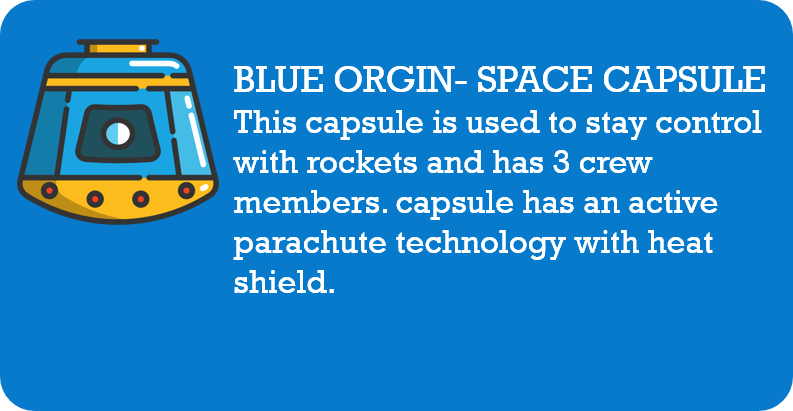 BLUE ORGIN- SPACE CAPSULE
This capsule is used to stay control
with rockets and has 3 crew
members. capsule has an active
parachute technology with heat
shield.